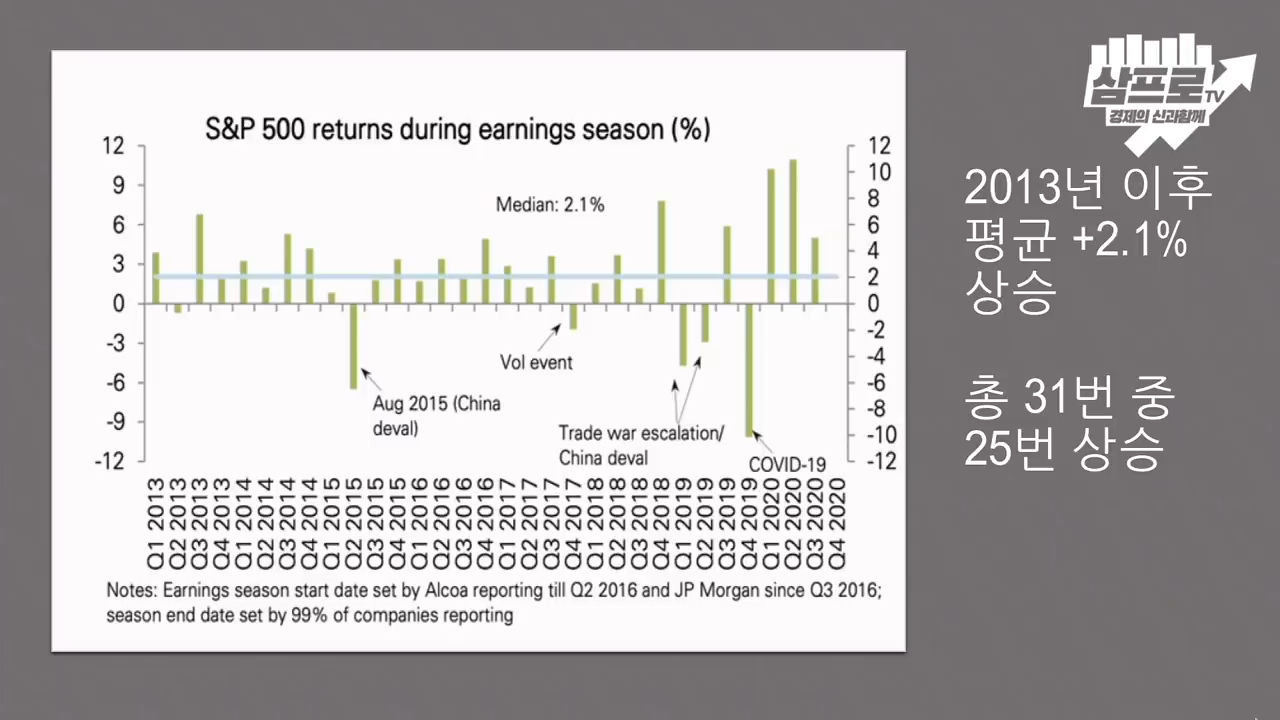 삼프로TV
경제의 신과함께
S&P 500 returns during earnings season (%)
Median: 2.1%
12
9
6
3
0
-3
-6
-9
-12
12
10
8
6
4
2
0
-2
-4
-6
-8
-10
-12
Vol event
Aug 2015 (China
deval)
Trade war escalation/
China deval
COVID-19
Q1 2013
Q2 2013
Q3 2013
Q4 2013
Q1 2014
Q2 2014
Q3 2014
Q4 2014
Q1 2015
Q2 2015
Q3 2015
Q4 2015
Q1 2016
Q2 2016
Q3 2016
Q4 2016
Q1 2017
Q2 2017
Q3 2017
Q4 2017
Q1 2018
Q2 2018
Q3 2018
Q4 2018
Q1 2019
Q2 2019
Q3 2019
Q4 2019
Q1 2020
Q2 2020
Q3 2020
Q4 2020
Notes: Earnings season start date set by Alcoa reporting till Q2 2016 and JP Morgan since Q3 2016;
season end date set by 99% of companies reporting
2013년 이후
평균 +2.1%
상승
총 31번 중
25번 상승